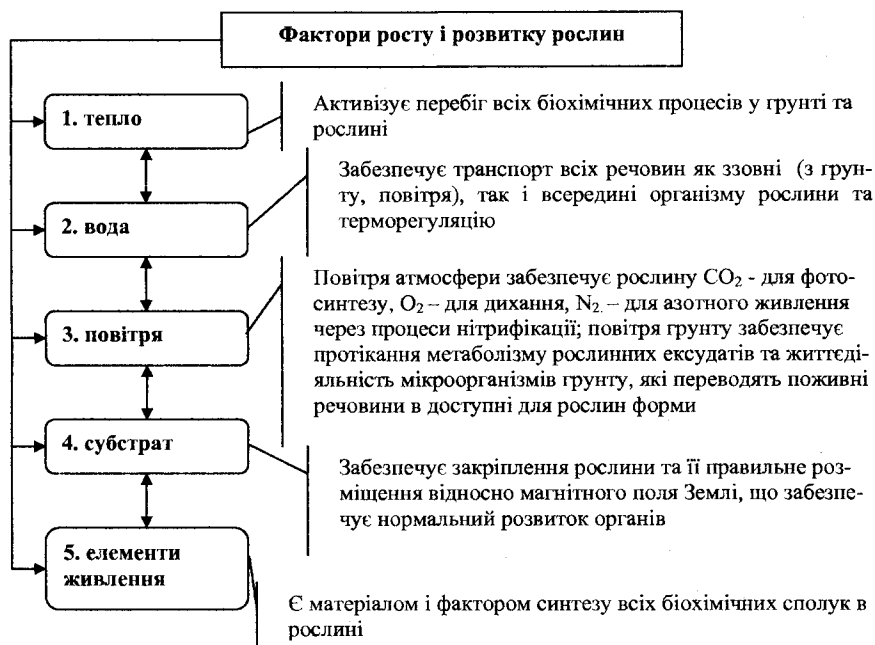 Фактори росту і розвитку рослин
1. тепло
Активізує перебіг всіх біохімічних процесів у грунті та
рослині
2. вода
Забезпечує транспорт всіх речовин як ззовні (з грун-
ту, повітря), так і всередині організму рослини та
терморегуляцію
3. повітря
Повітря атмосфери забезпечує рослину CO₂ - для фото-
синтезу, O₂ – для дихання, N₂. – для азотного живлення
через процеси нітрифікації; повітря грунту забезпечує
протікання метаболізму рослинних ексудатів та життєді-
яльність мікроорганізмів грунту, які переводять поживні
речовини в доступні для рослин форми
4. субстрат
Забезпечує закріплення рослини та її правильне роз-
міщення відносно магнітного поля Землі, що забезпе-
чує нормальний розвиток органів
5. елементи
живлення
Є матеріалом і фактором синтезу всіх біохімічних сполук в
рослині